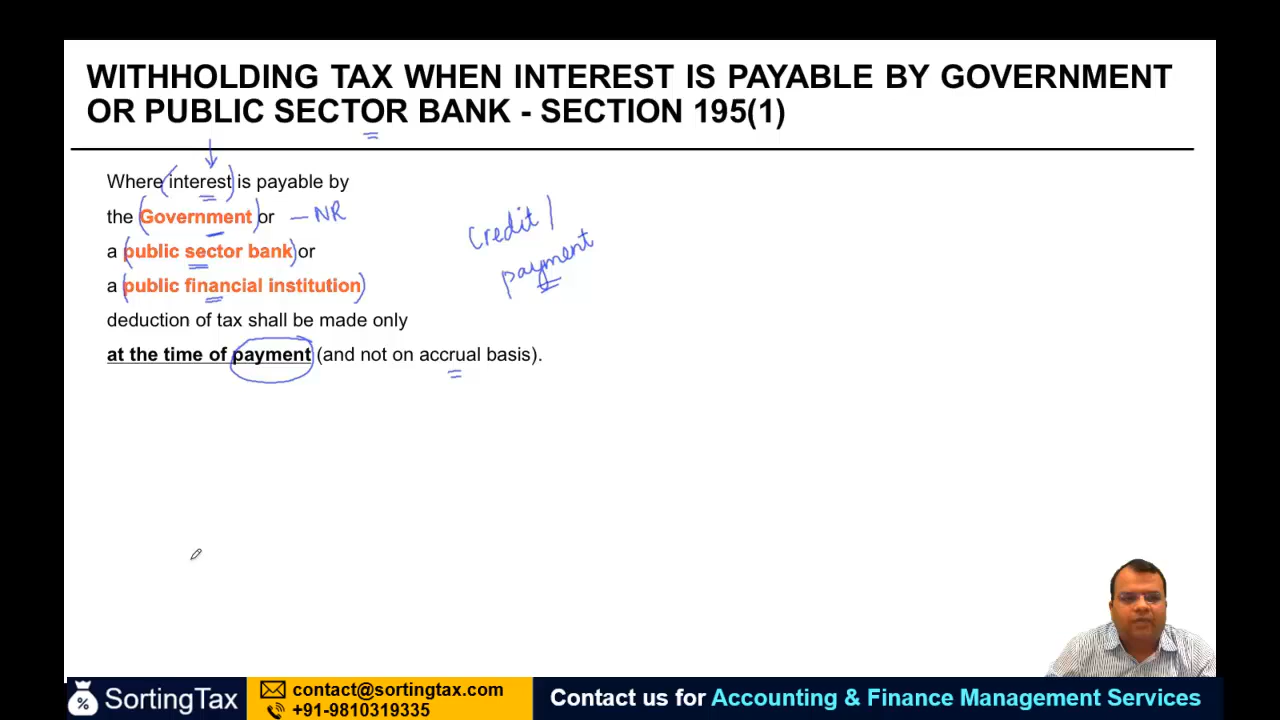 WITHHOLDING TAX WHEN INTEREST IS PAYABLE BY GOVERNMENT
OR PUBLIC SECTOR BANK - SECTION 195(1)
Where interest is payable by
the Government or - NR
a public sector bank or
a public financial institution
deduction of tax shall be made only
at the time of payment (and not on accrual basis).
Credit /
payment
SortingTax
contact@sortingtax.com
+91-9810319335
Contact us for Accounting & Finance Management Services